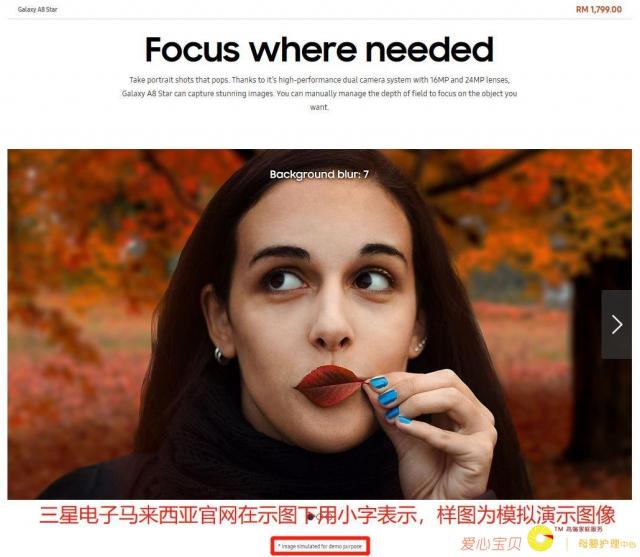 Galaxy A8 Star
RM 1,799.00
Focus where needed
Take portrait shots that pops. Thanks to it's high-performance dual camera system with 16MP and 24MP lenses,
Galaxy A8 Star can capture stunning images. You can manually manage the depth of field to focus on the object you
want.
Background blur: 7
三星电子马来西亚官网在示图下用小字表示，样图为模拟演示图像
* Image simulated for demo purpose
爱心宝贝
TM 高端家庭服务
母婴护理中心